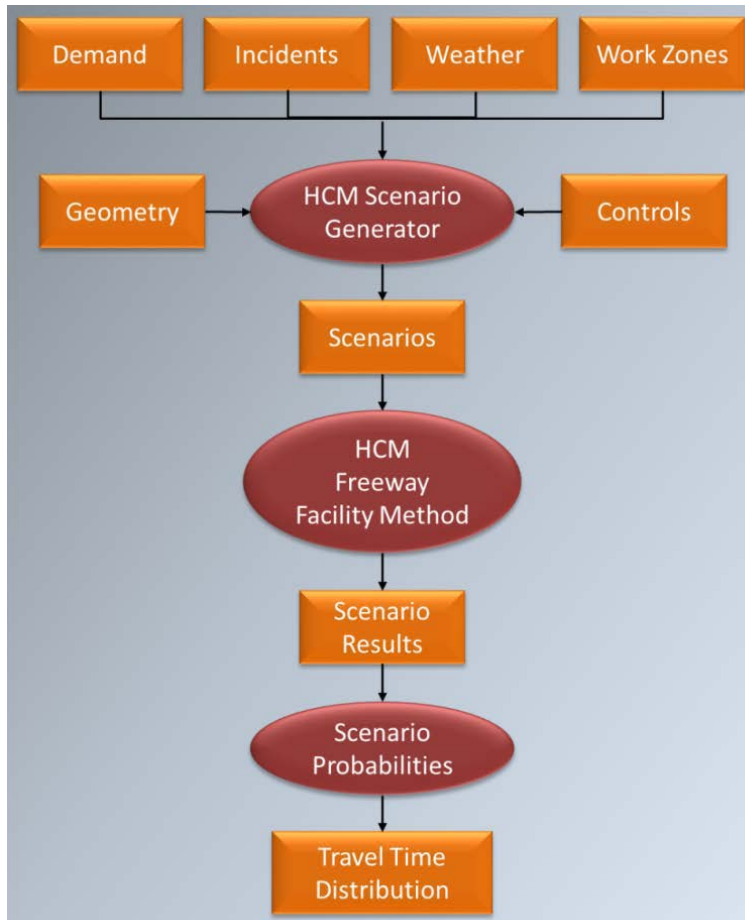 Demand
Incidents
Weather
Work Zones
Geometry
HCM Scenario
Generator
Controls
Scenarios
HCM
Freeway
Facility Method
Scenario
Results
Scenario
Probabilities
Travel Time
Distribution